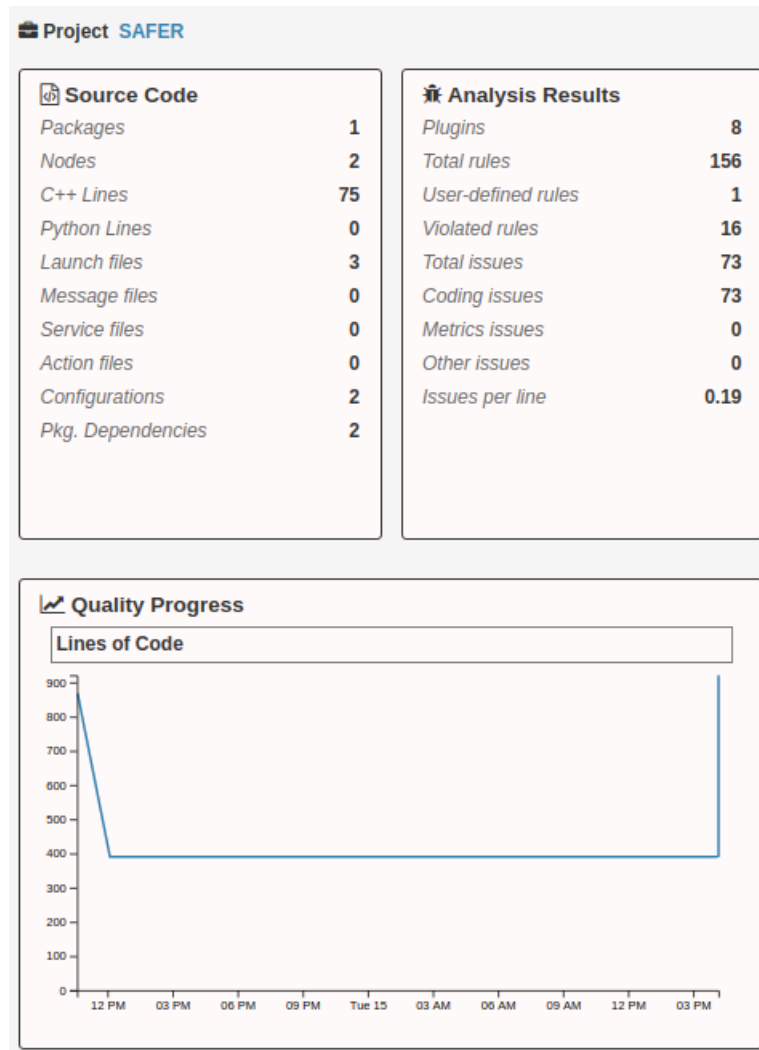 Project SAFER
Source Code
Packages 1
Nodes 2
C++ Lines 75
Python Lines 0
Launch files 3
Message files 0
Service files 0
Action files 0
Configurations 2
Pkg. Dependencies 2
Analysis Results
Plugins 8
Total rules 156
User-defined rules 1
Violated rules 16
Total issues 73
Coding issues 73
Metrics issues 0
Other issues 0
Issues per line 0.19
Quality Progress
Lines of Code
900
800
700
600
500
400
300
200
100
0
12 PM 03 PM 06 PM 09 PM Tue 15 03 AM 06 AM 09 AM 12 PM 03 PM